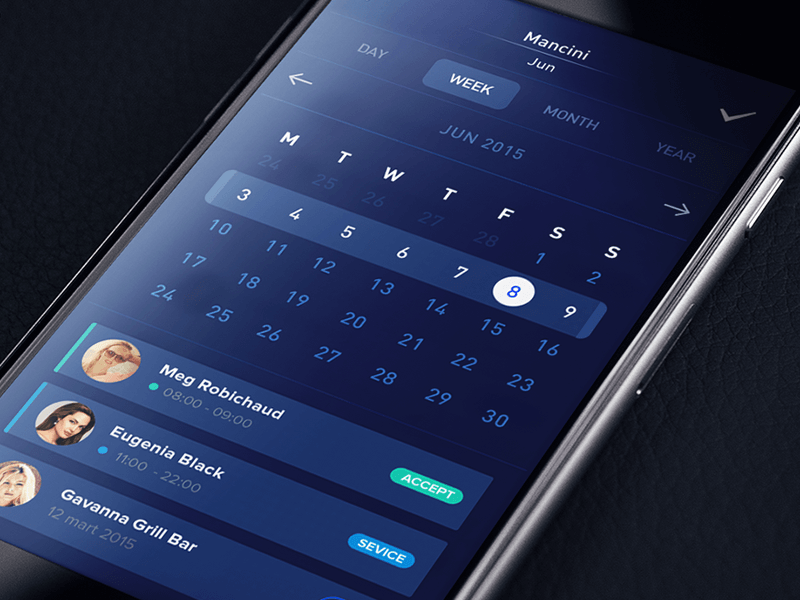 Mancini
Jun
DAY WEEK MONTH YEAR
JUN 2015
M T W T F S S
24 25 26 27 28 1 2
3 4 5 6 7 8 9
10 11 12 13 14 15 16
17 18 19 20 21 22 23
24 25 26 27 28 29 30
Meg Robichaud
08:00 - 09:00
ACCEPT
Eugenia Black
11:00 - 22:00
SEVICE
Gavanna Grill Bar
12 mart 2015